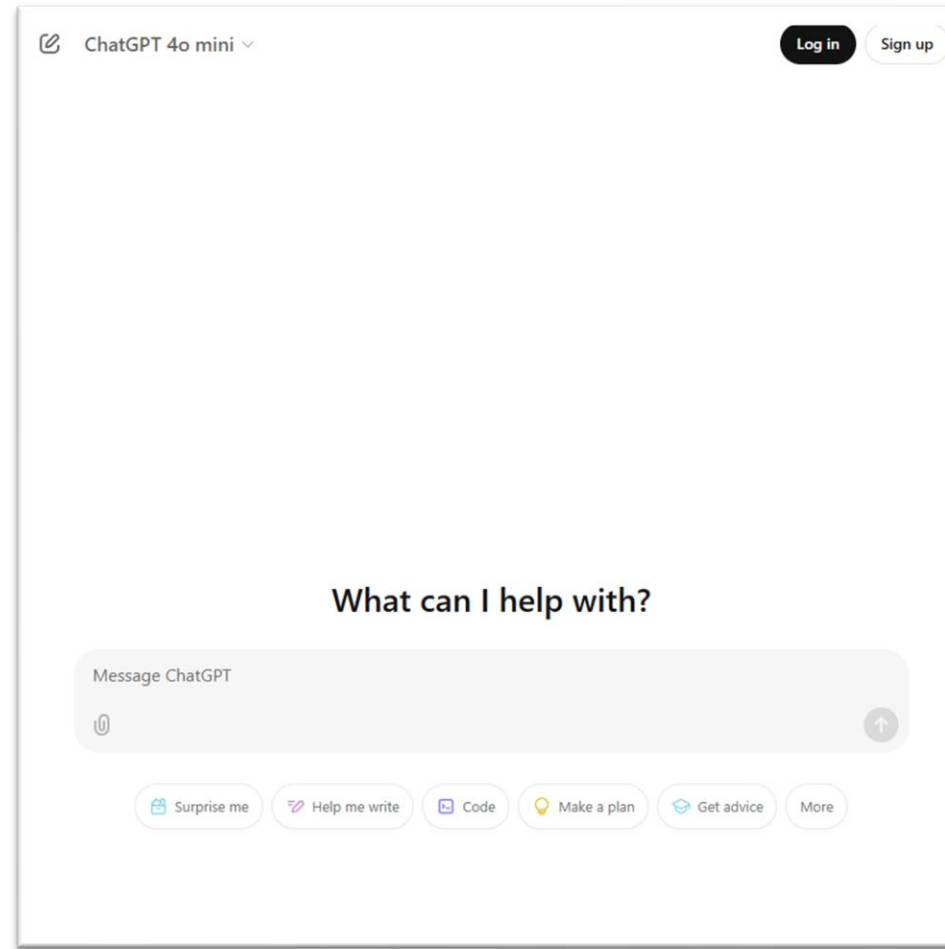 ChatGPT 4o mini Log in Sign up
What can I help with?
Message ChatGPT
Surprise me Help me write Code Make a plan Get advice More